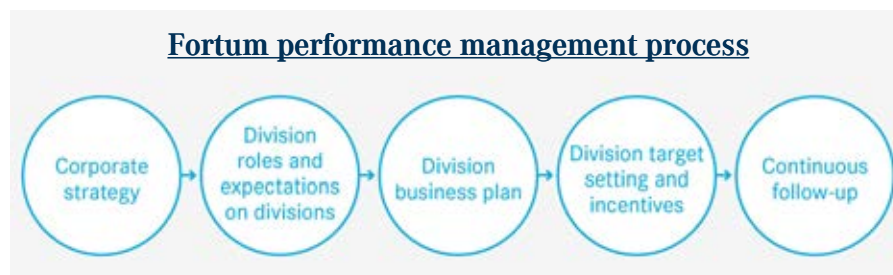 Fortum performance management process
Corporate
strategy
Division
roles and
expectations
on divisions
Division
business plan
Division target
setting and
incentives
Continuous
follow-up